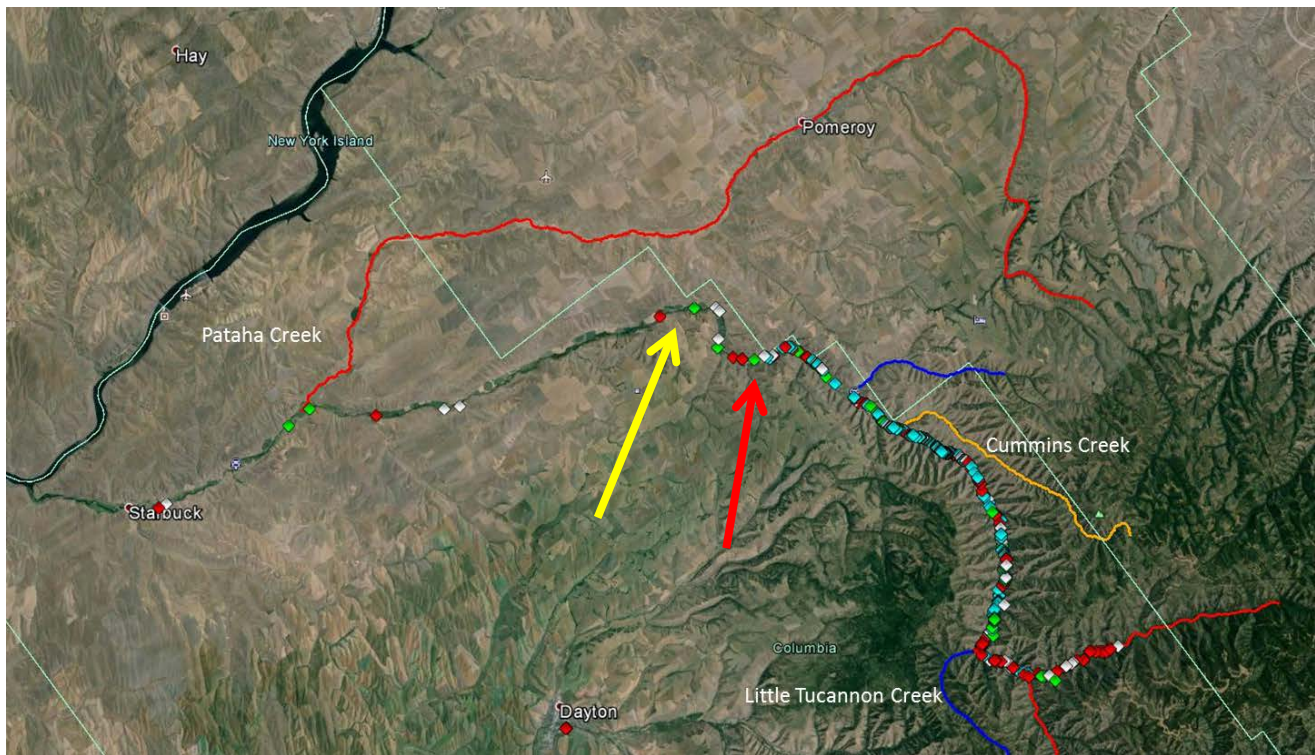 Hay
New York Island
Pomeroy
Pataha Creek
Cummins Creek
Starbuck
Columbia
Little Tucannon Creek
Dayton